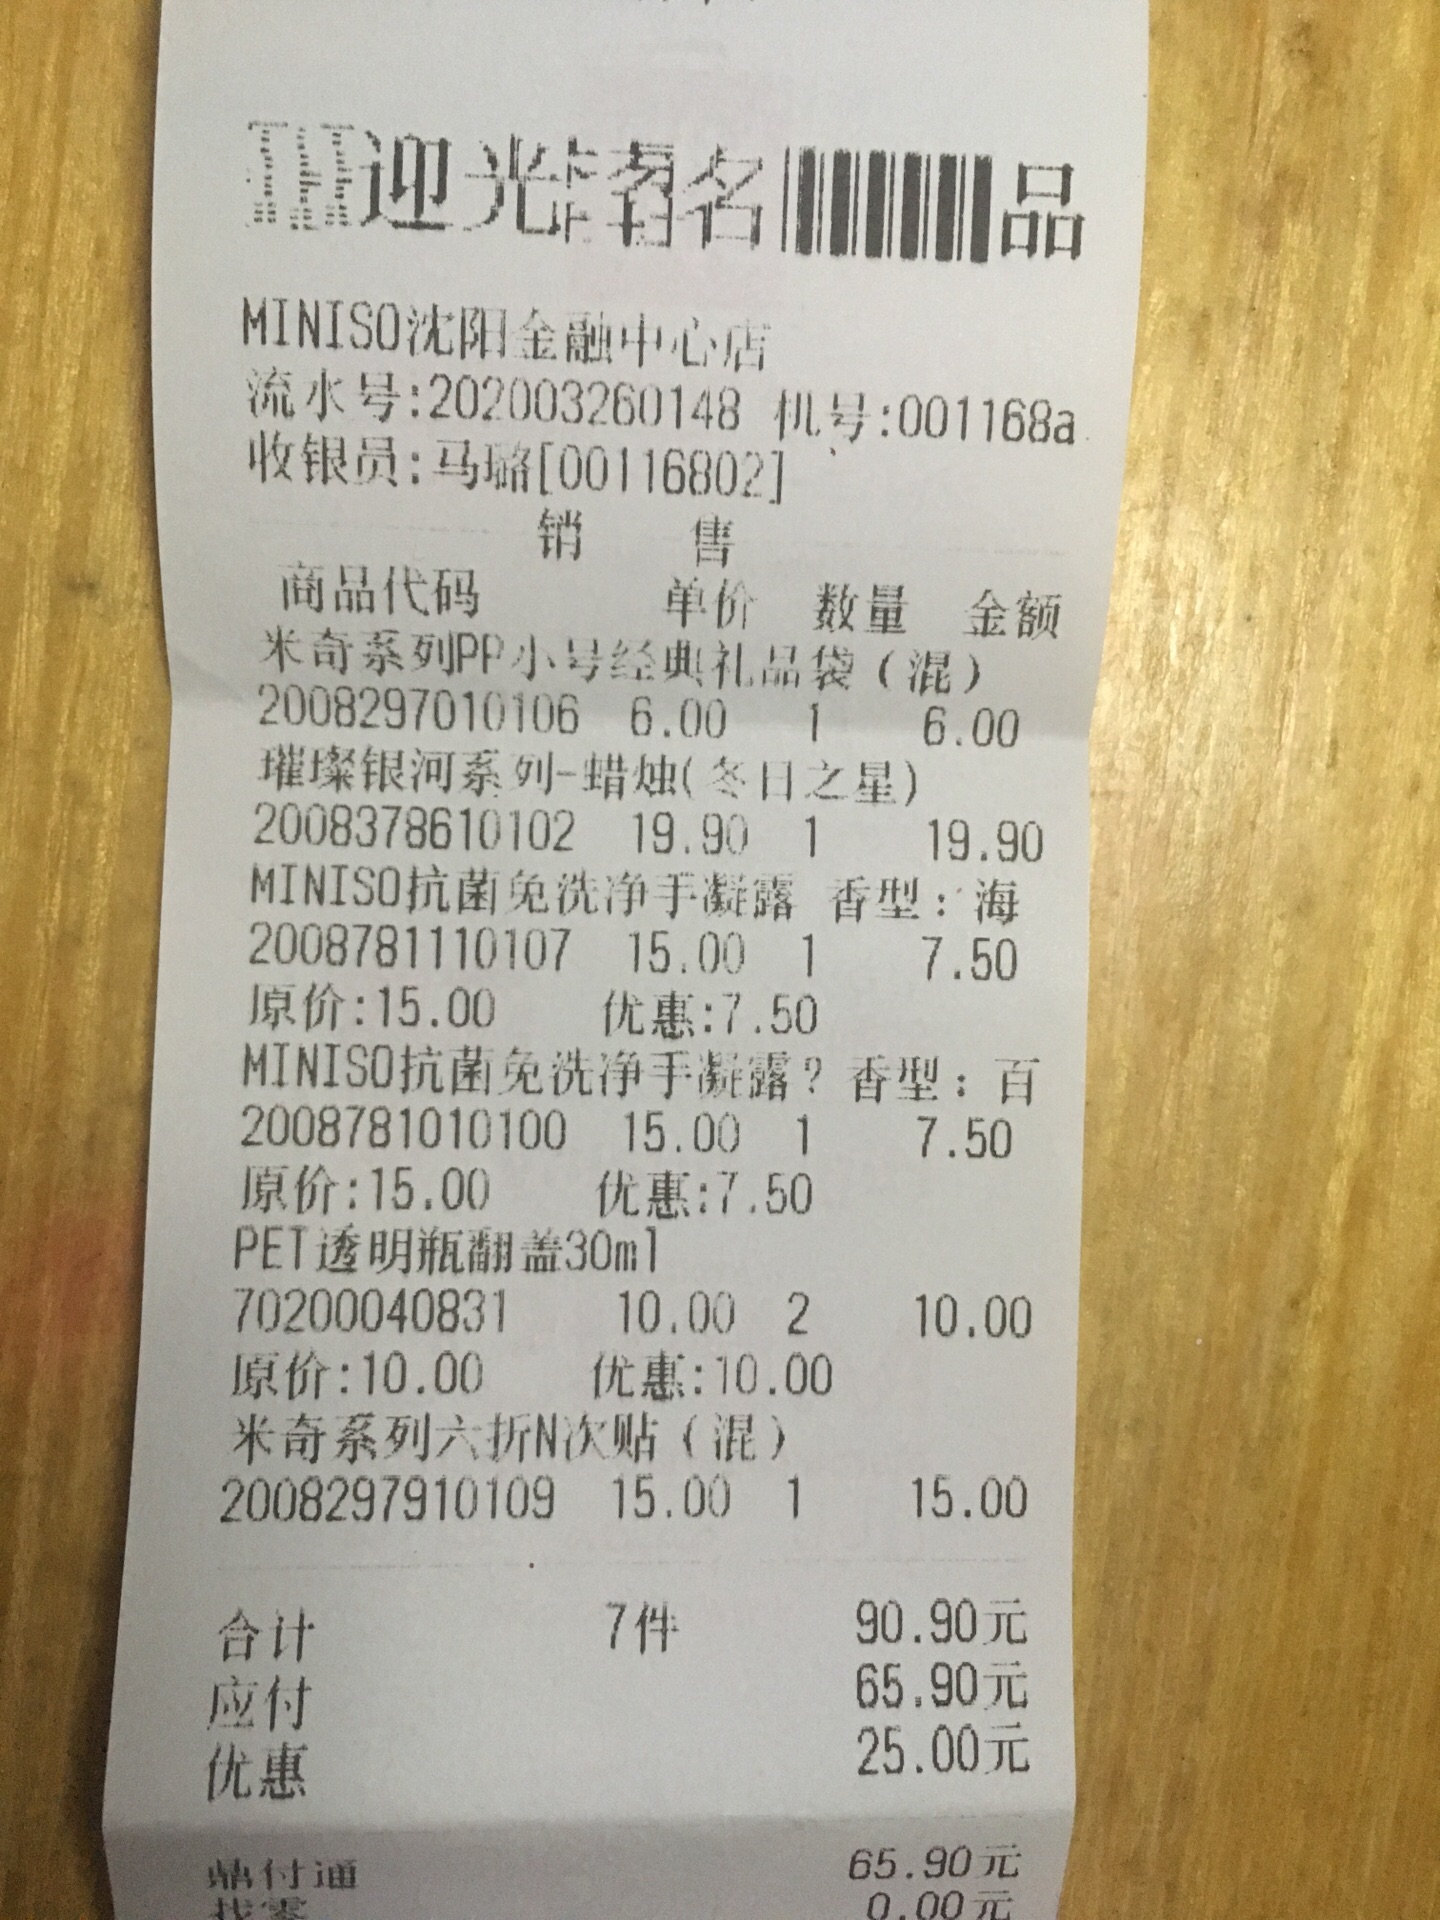 迎光 名 品
MINISO沈阳金融中心店
流水号:202003260148 机号:001168a
收银员:马璐[00116802]
销 售
商品代码 单价 数量 金额
米奇系列PP小号经典礼品袋（混）
2008297010106 6.00 1 6.00
璀璨银河系列-蜡烛(冬日之星)
2008378610102 19.90 1 19.90
MINISO抗菌免洗净手凝露 香型：海
2008781110107 15.00 1 7.50
原价:15.00 优惠:7.50
MINISO抗菌免洗净手凝露? 香型：百
2008781010100 15.00 1 7.50
原价:15.00 优惠:7.50
PET透明瓶翻盖30ml
70200040831 10.00 2 10.00
原价:10.00 优惠:10.00
米奇系列六折N次贴（混）
2008297910109 15.00 1 15.00
合计 7件 90.90元
应付 65.90元
优惠 25.00元
鼎付通 65.90元
找零 0.00元